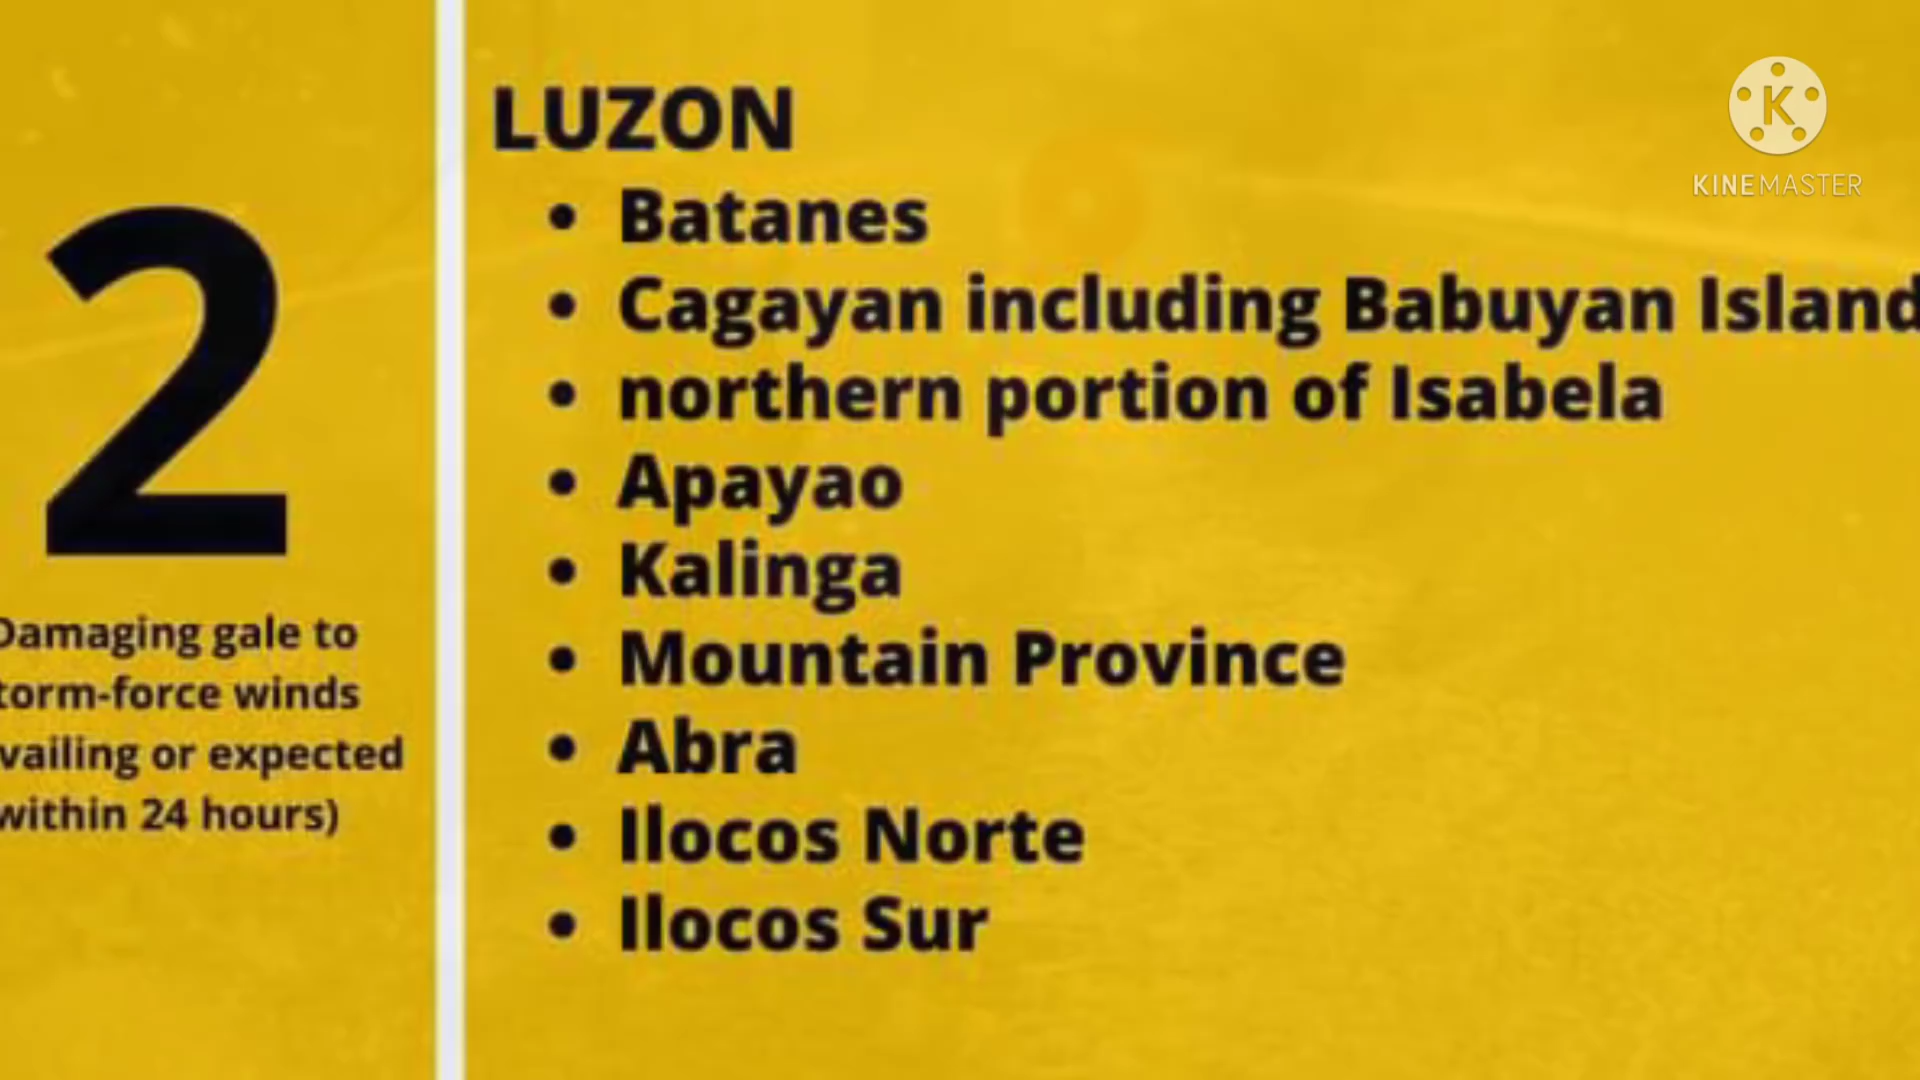 2
Damaging gale to
torm-force winds
vailing or expected
within 24 hours)
LUZON
• Batanes
• Cagayan including Babuyan Island
• northern portion of Isabela
• Apayao
• Kalinga
• Mountain Province
• Abra
• Ilocos Norte
• Ilocos Sur
K
KINEMASTER